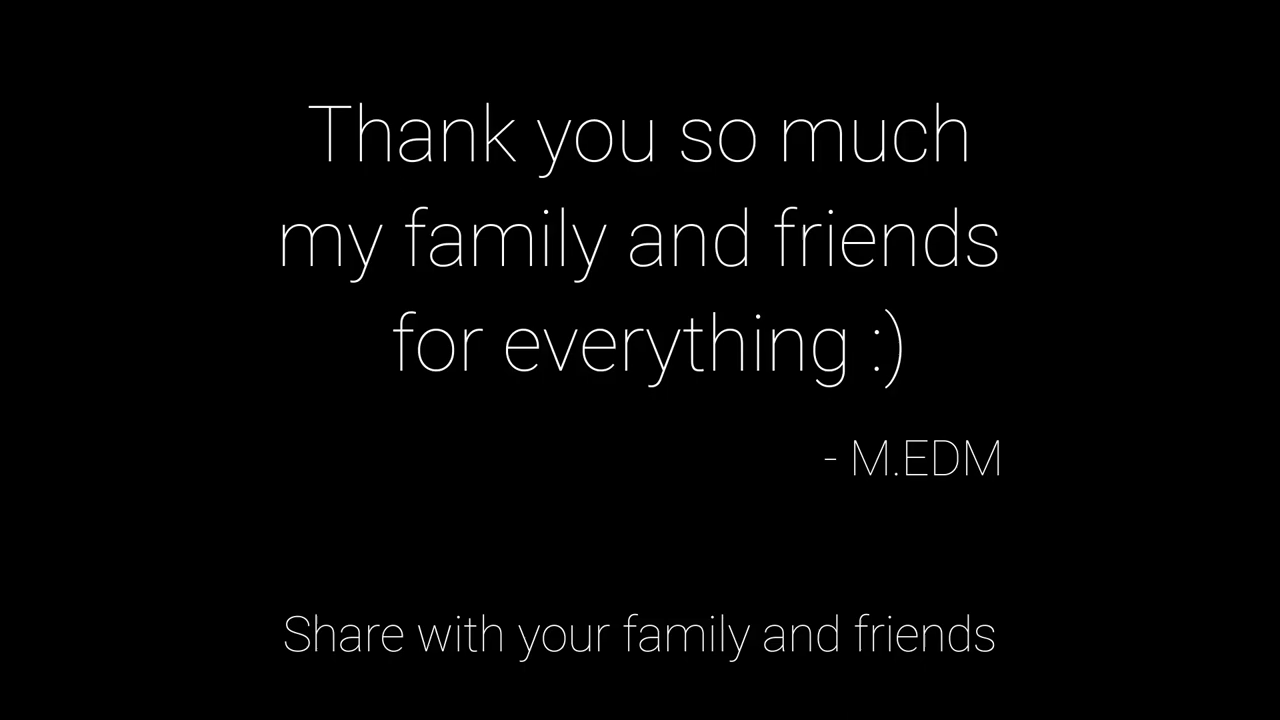 Thank you so much
my family and friends
for everything :)
- M.EDM
Share with your family and friends